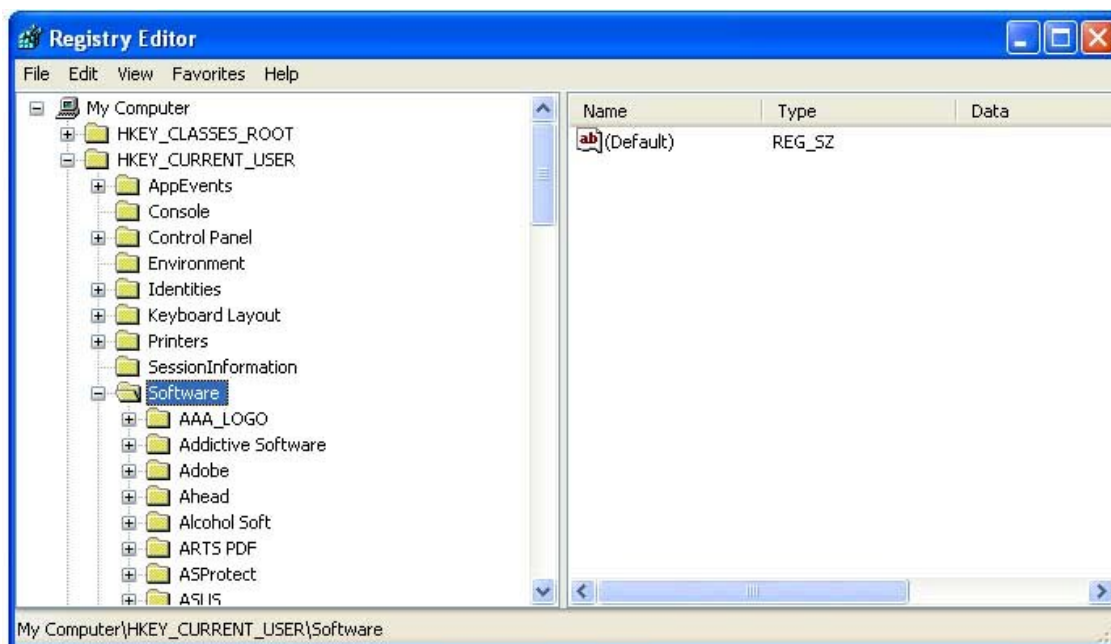 Registry Editor
File Edit View Favorites Help
My Computer
HKEY_CLASSES_ROOT
HKEY_CURRENT_USER
AppEvents
Console
Control Panel
Environment
Identities
Keyboard Layout
Printers
SessionInformation
Software
AAA_LOGO
Addictive Software
Adobe
Ahead
Alcohol Soft
ARTS PDF
ASProtect
ASUS
Name Type Data
ab (Default) REG_SZ
My Computer\HKEY_CURRENT_USER\Software